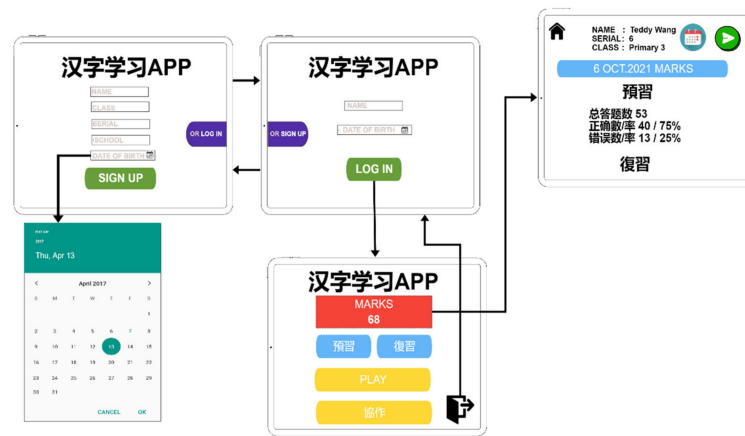 汉字学习APP
NAME
CLASS
SERIAL
SCHOOL
DATE OF BIRTH
SIGN UP
OR LOG IN
汉字学习APP
NAME
DATE OF BIRTH
OR SIGN UP
LOG IN
NAME : Teddy Wang
SERIAL: 6
CLASS : Primary 3
6 OCT.2021 MARKS
預習
总答题数 53
正确數/率 40 / 75%
错误数/率 13 / 25%
復習
2017
Thu, Apr 13
April 2017
S M T W T F S
1
2 3 4 5 6 7 8
9 10 11 12 13 14 15
16 17 18 19 20 21 22
23 24 25 26 27 28 29
30 31
CANCEL OK
汉字学习APP
MARKS
68
預習 復習
PLAY
協作